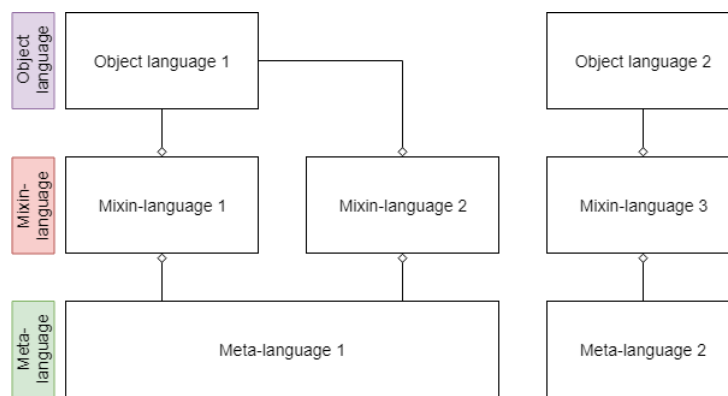 Object
language
Object language 1
Object language 2
Mixin-
language
Mixin-language 1
Mixin-language 2
Mixin-language 3
Meta-
language
Meta-language 1
Meta-language 2